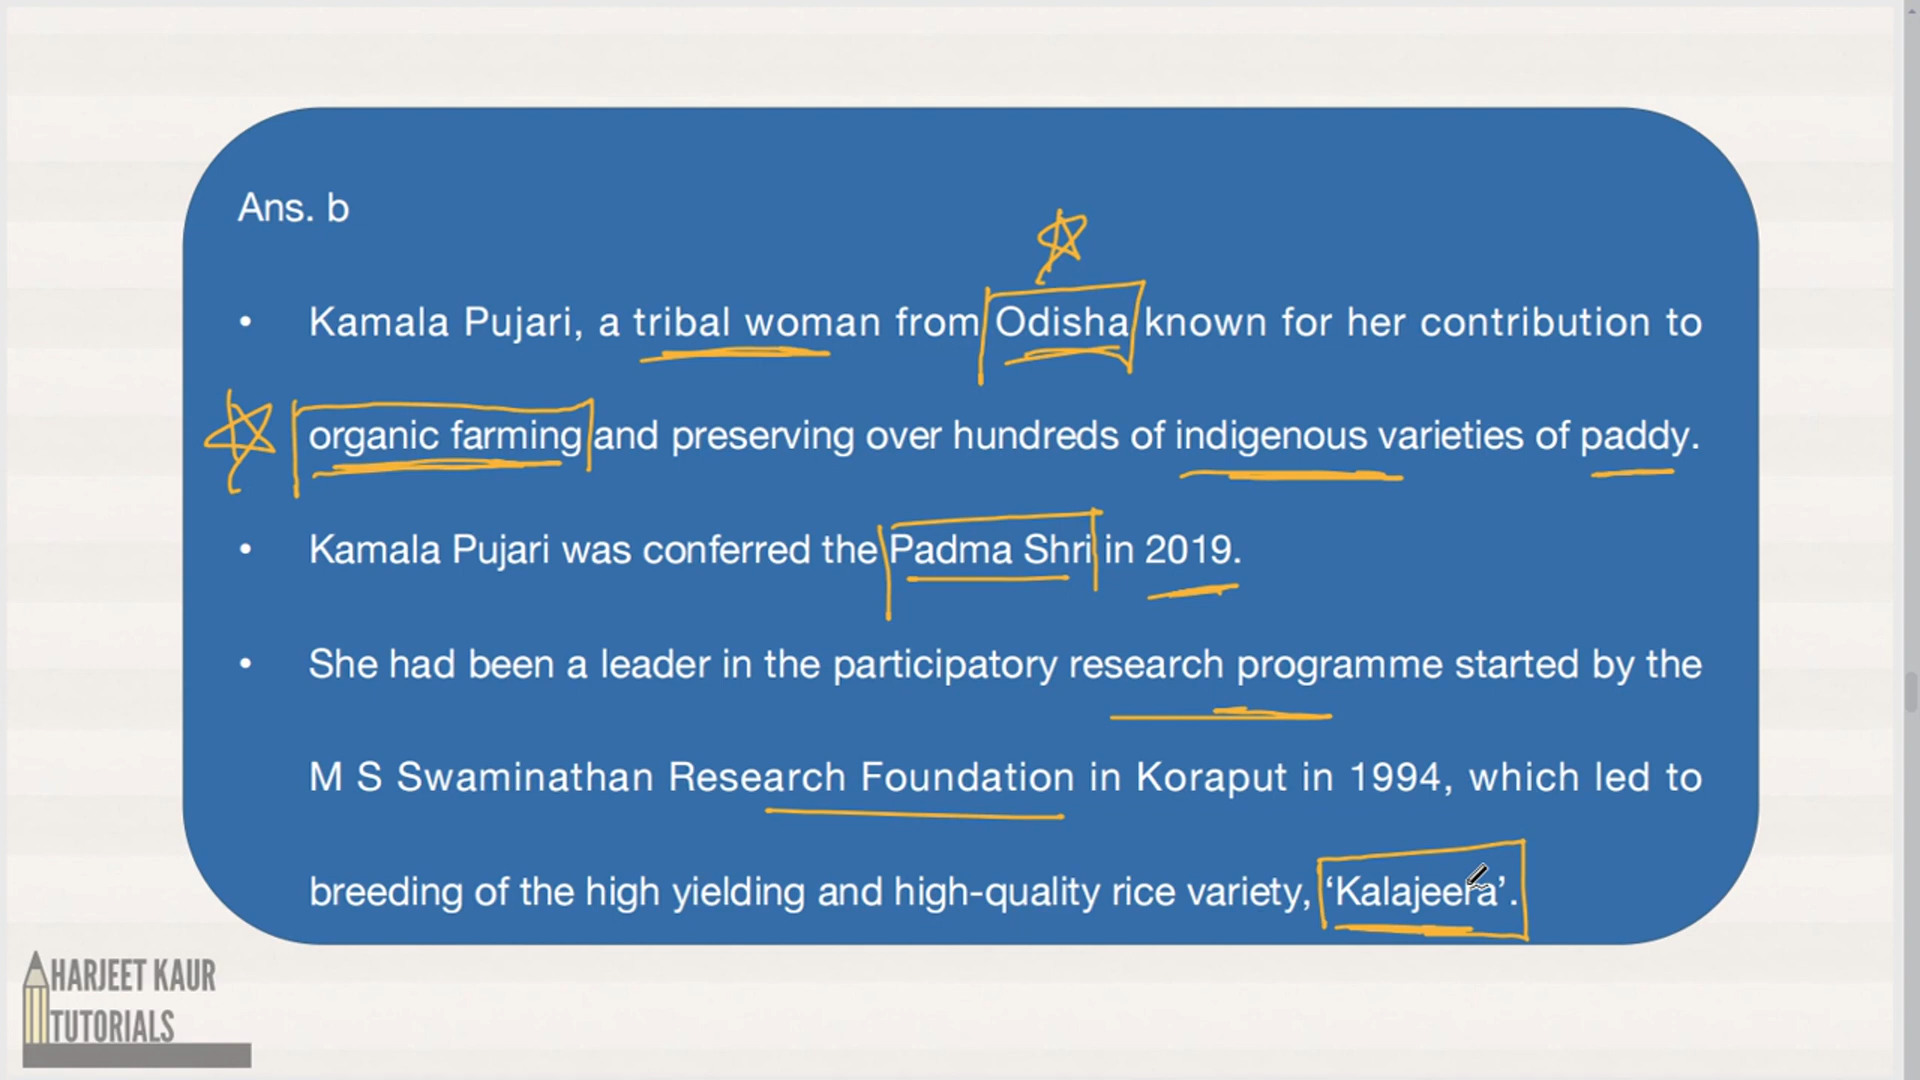 Ans. b
• Kamala Pujari, a tribal woman from Odisha known for her contribution to
organic farming and preserving over hundreds of indigenous varieties of paddy.
• Kamala Pujari was conferred the Padma Shri in 2019.
• She had been a leader in the participatory research programme started by the
M S Swaminathan Research Foundation in Koraput in 1994, which led to
breeding of the high yielding and high-quality rice variety, ‘Kalajeera’.
HARJEET KAUR
TUTORIALS